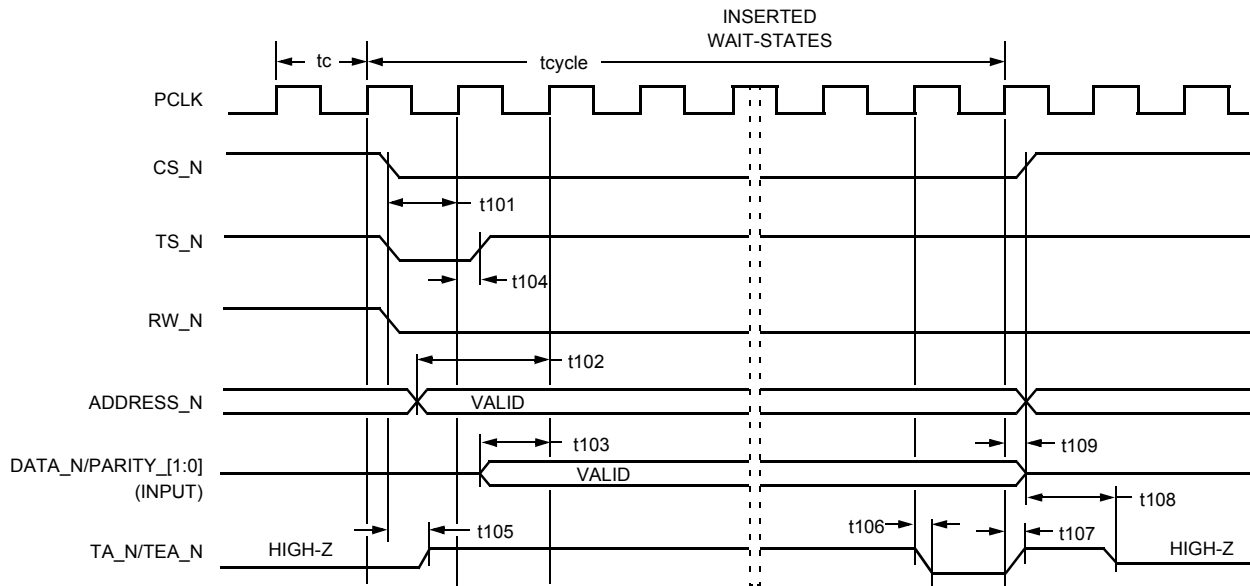 INSERTED
WAIT-STATES
tc
tcycle
PCLK
CS_N
t101
TS_N
t104
RW_N
t102
ADDRESS_N
VALID
t103
t109
DATA_N/PARITY_[1:0]
(INPUT)
VALID
t108
t105
t106
t107
TA_N/TEA_N
HIGH-Z
HIGH-Z